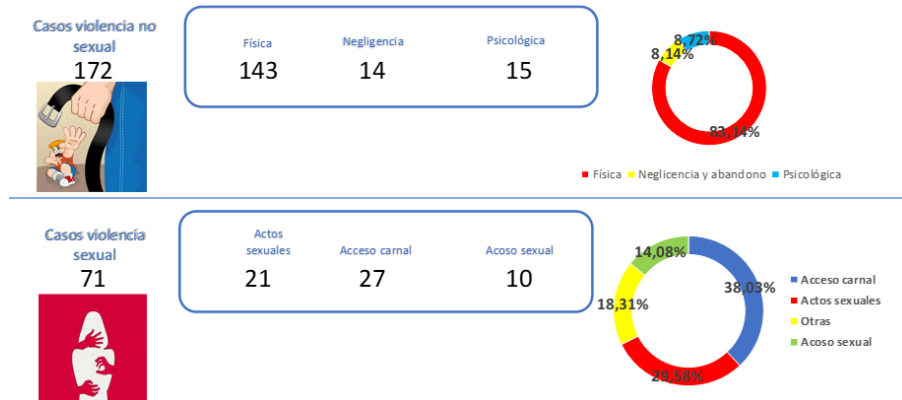 Casos violencia no
sexual
172
Física
Negligencia
Psicológica
143
14
15
8,72%
8,14%
83,14%
Física
Neglicencia y abandono
Psicológica
Casos violencia
sexual
71
Actos
sexuales
Acceso carnal
Acoso sexual
21
27
10
14,08%
38,03%
18,31%
29,58%
Acceso carnal
Actos sexuales
Otras
Acoso sexual